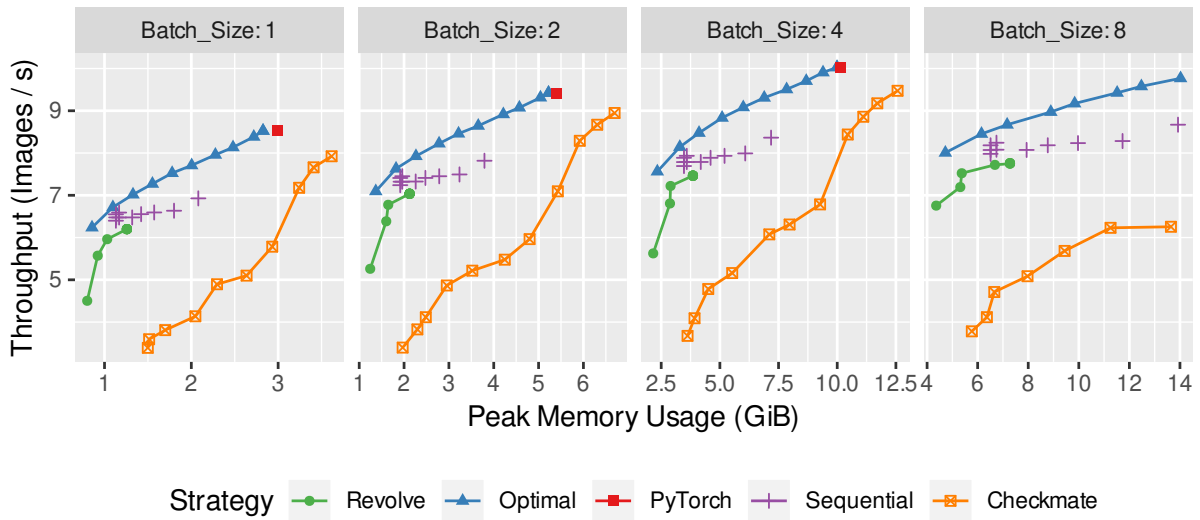 Batch_Size: 1 Batch_Size: 2 Batch_Size: 4 Batch_Size: 8
Throughput (Images / s)
9
7
5
1 2 3 1 2 3 4 5 6 2.5 5.0 7.5 10.0 12.5 4 6 8 10 12 14
Peak Memory Usage (GiB)
Strategy Revolve Optimal PyTorch Sequential Checkmate